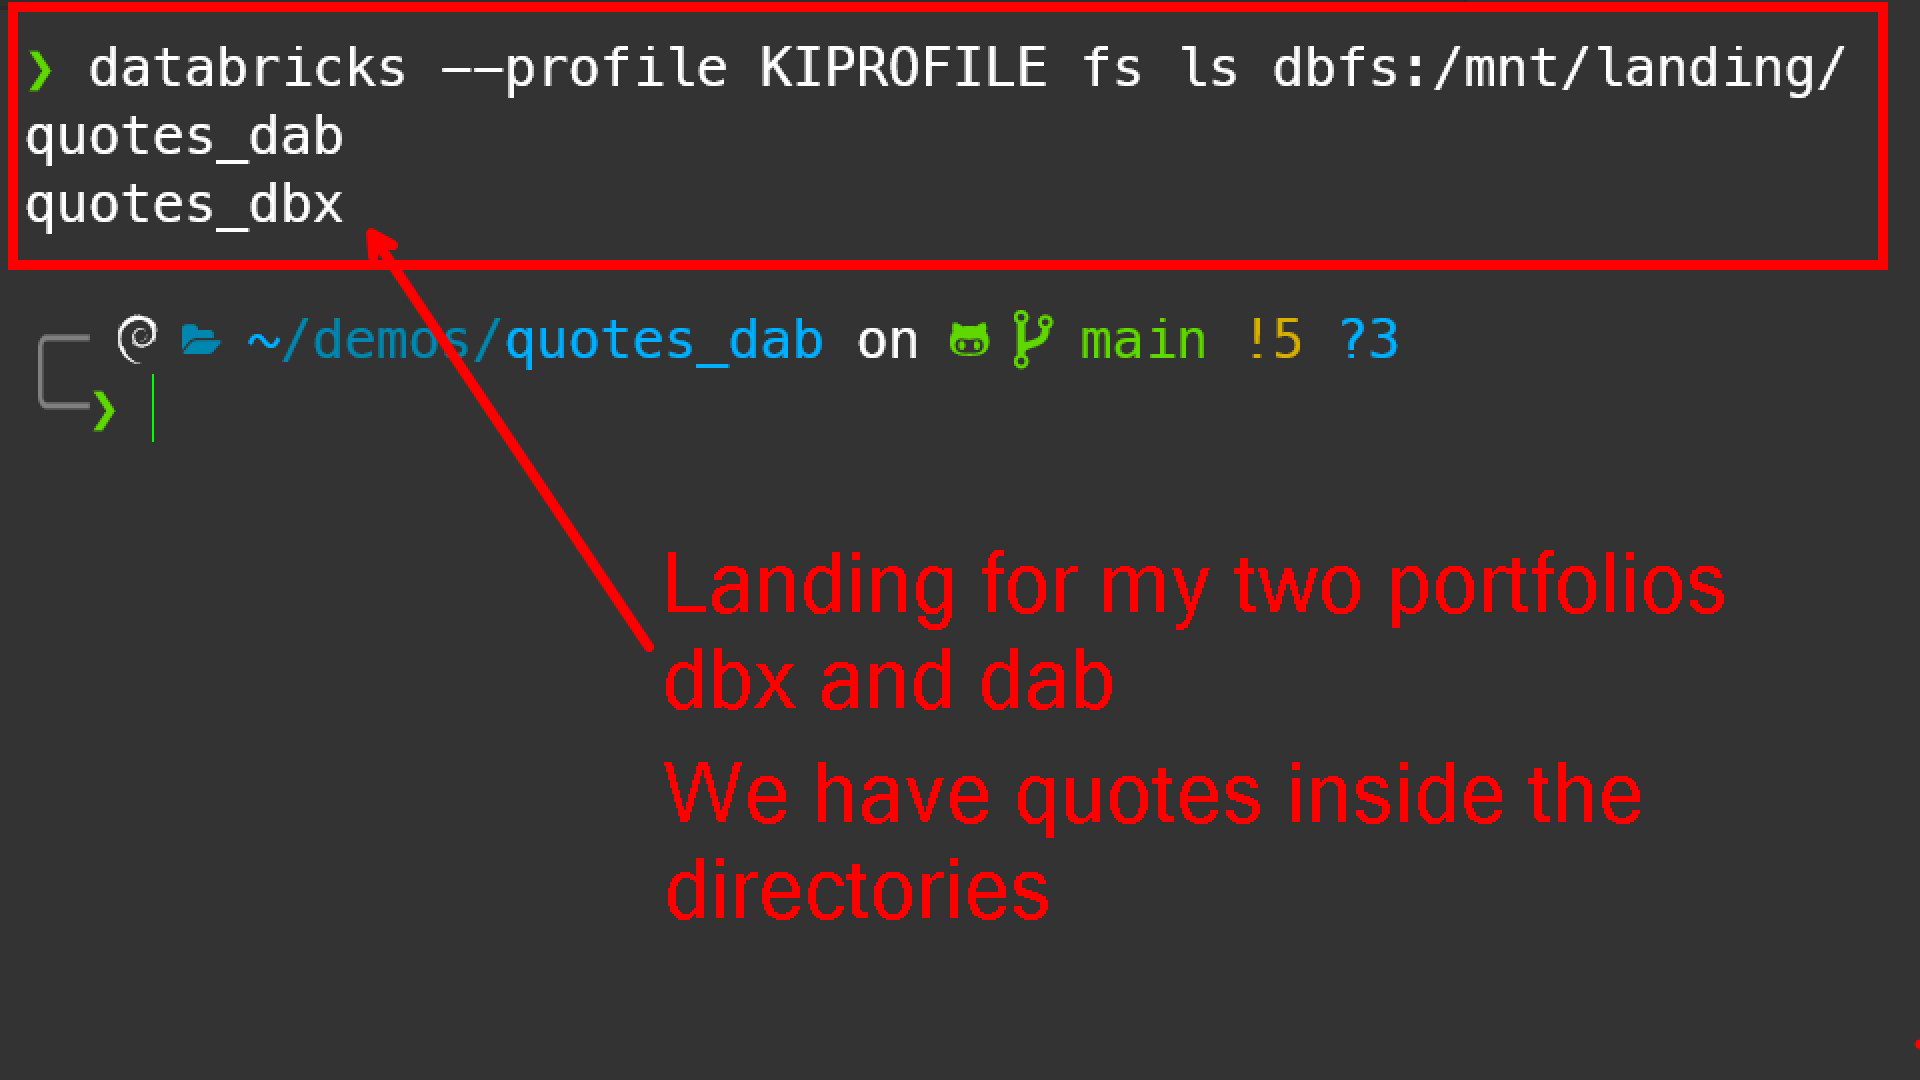 ❯ databricks --profile KIPROFILE fs ls dbfs:/mnt/landing/
quotes_dab
quotes_dbx
~/demos/quotes_dab on main !5 ?3
❯
Landing for my two portfolios
dbx and dab
We have quotes inside the
directories